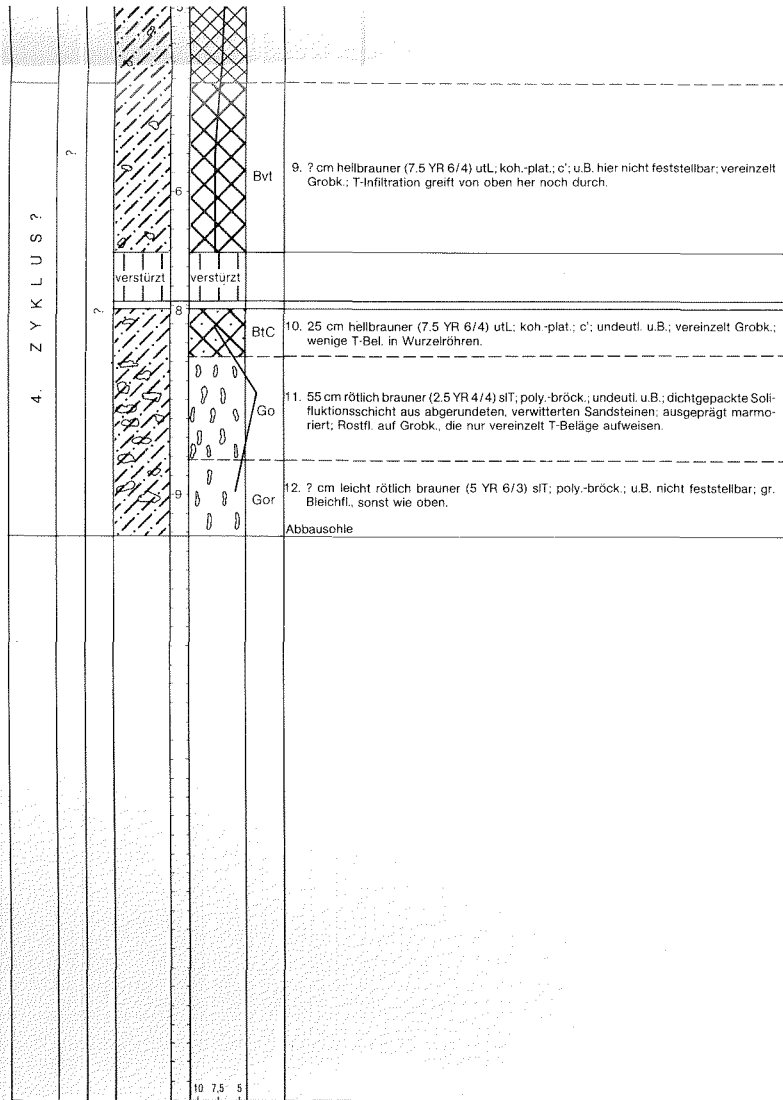 5
Bvt
9. ? cm hellbrauner (7.5 YR 6/4) utL; koh.-plat.; c'; u.B. hier nicht feststellbar; vereinzelt
Grobk.; T-Infiltration greift von oben her noch durch.
?
6
4. ZYKLUS?
verstürzt
verstürzt
?
8
BtC
10. 25 cm hellbrauner (7.5 YR 6/4) utL; koh.-plat.; c'; undeutl. u.B.; vereinzelt Grobk.;
wenige T-Bel. in Wurzelröhren.
Go
11. 55 cm rötlich brauner (2.5 YR 4/4) slT; poly.-bröck.; undeutl. u.B.; dichtgepackte Soli-
fluktionsschicht aus abgerundeten, verwitterten Sandsteinen; ausgeprägt marmo-
riert; Rostfl. auf Grobk., die nur vereinzelt T-Beläge aufweisen.
9
Gor
12. ? cm leicht rötlich brauner (5 YR 6/3) slT; poly.-bröck.; u.B. nicht feststellbar; gr.
Bleichfl., sonst wie oben.
Abbausohle
10 7,5 5